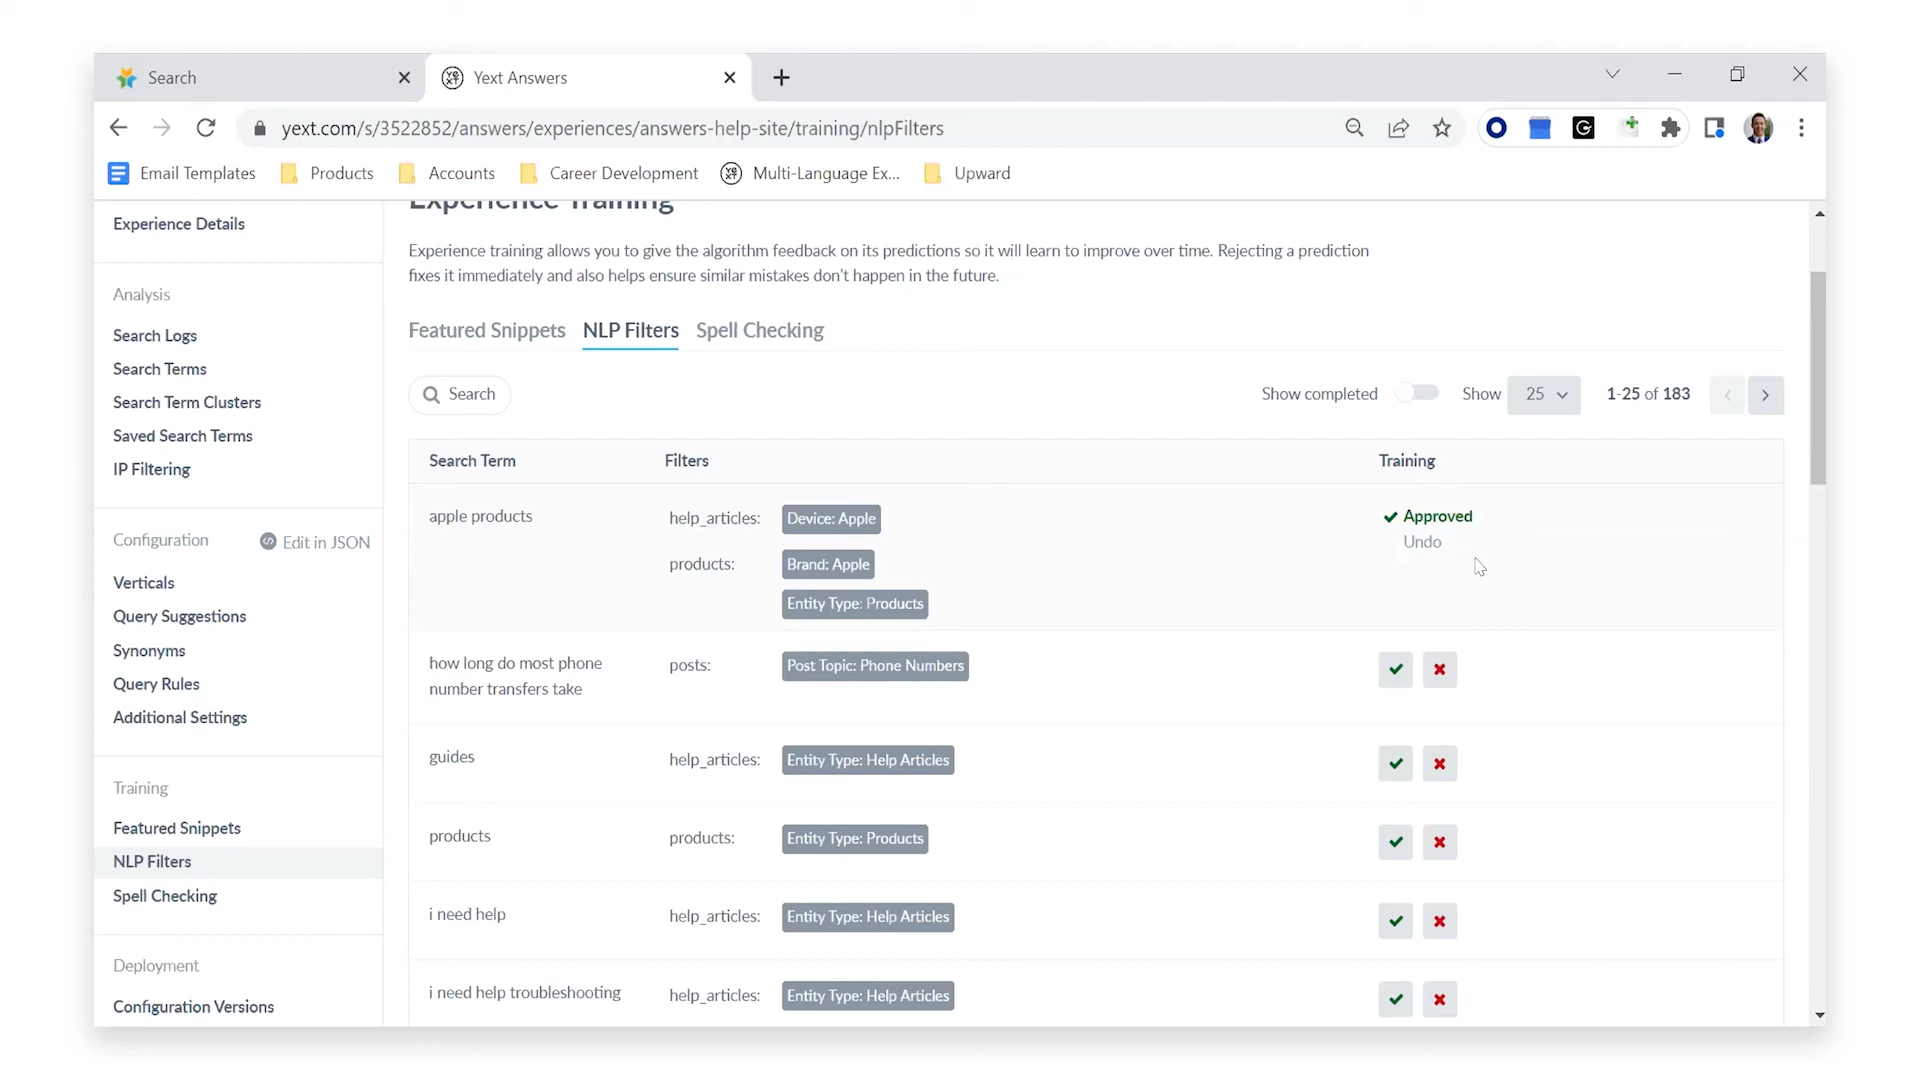 Search
Yext Answers
yext.com/s/3522852/answers/experiences/answers-help-site/training/nlpFilters
Email Templates
Products
Accounts
Career Development
Multi-Language Ex...
Upward
Experience Details
Analysis
Search Logs
Search Terms
Search Term Clusters
Saved Search Terms
IP Filtering
Configuration
Edit in JSON
Verticals
Query Suggestions
Synonyms
Query Rules
Additional Settings
Training
Featured Snippets
NLP Filters
Spell Checking
Deployment
Configuration Versions
Experience Training
Experience training allows you to give the algorithm feedback on its predictions so it will learn to improve over time. Rejecting a prediction
fixes it immediately and also helps ensure similar mistakes don't happen in the future.
Featured Snippets NLP Filters Spell Checking
Search
Show completed
Show 25
1-25 of 183
Search Term Filters Training
apple products
help_articles: Device: Apple
products: Brand: Apple
Entity Type: Products
Approved
Undo
how long do most phone
number transfers take
posts: Post Topic: Phone Numbers
guides
help_articles: Entity Type: Help Articles
products
products: Entity Type: Products
i need help
help_articles: Entity Type: Help Articles
i need help troubleshooting
help_articles: Entity Type: Help Articles